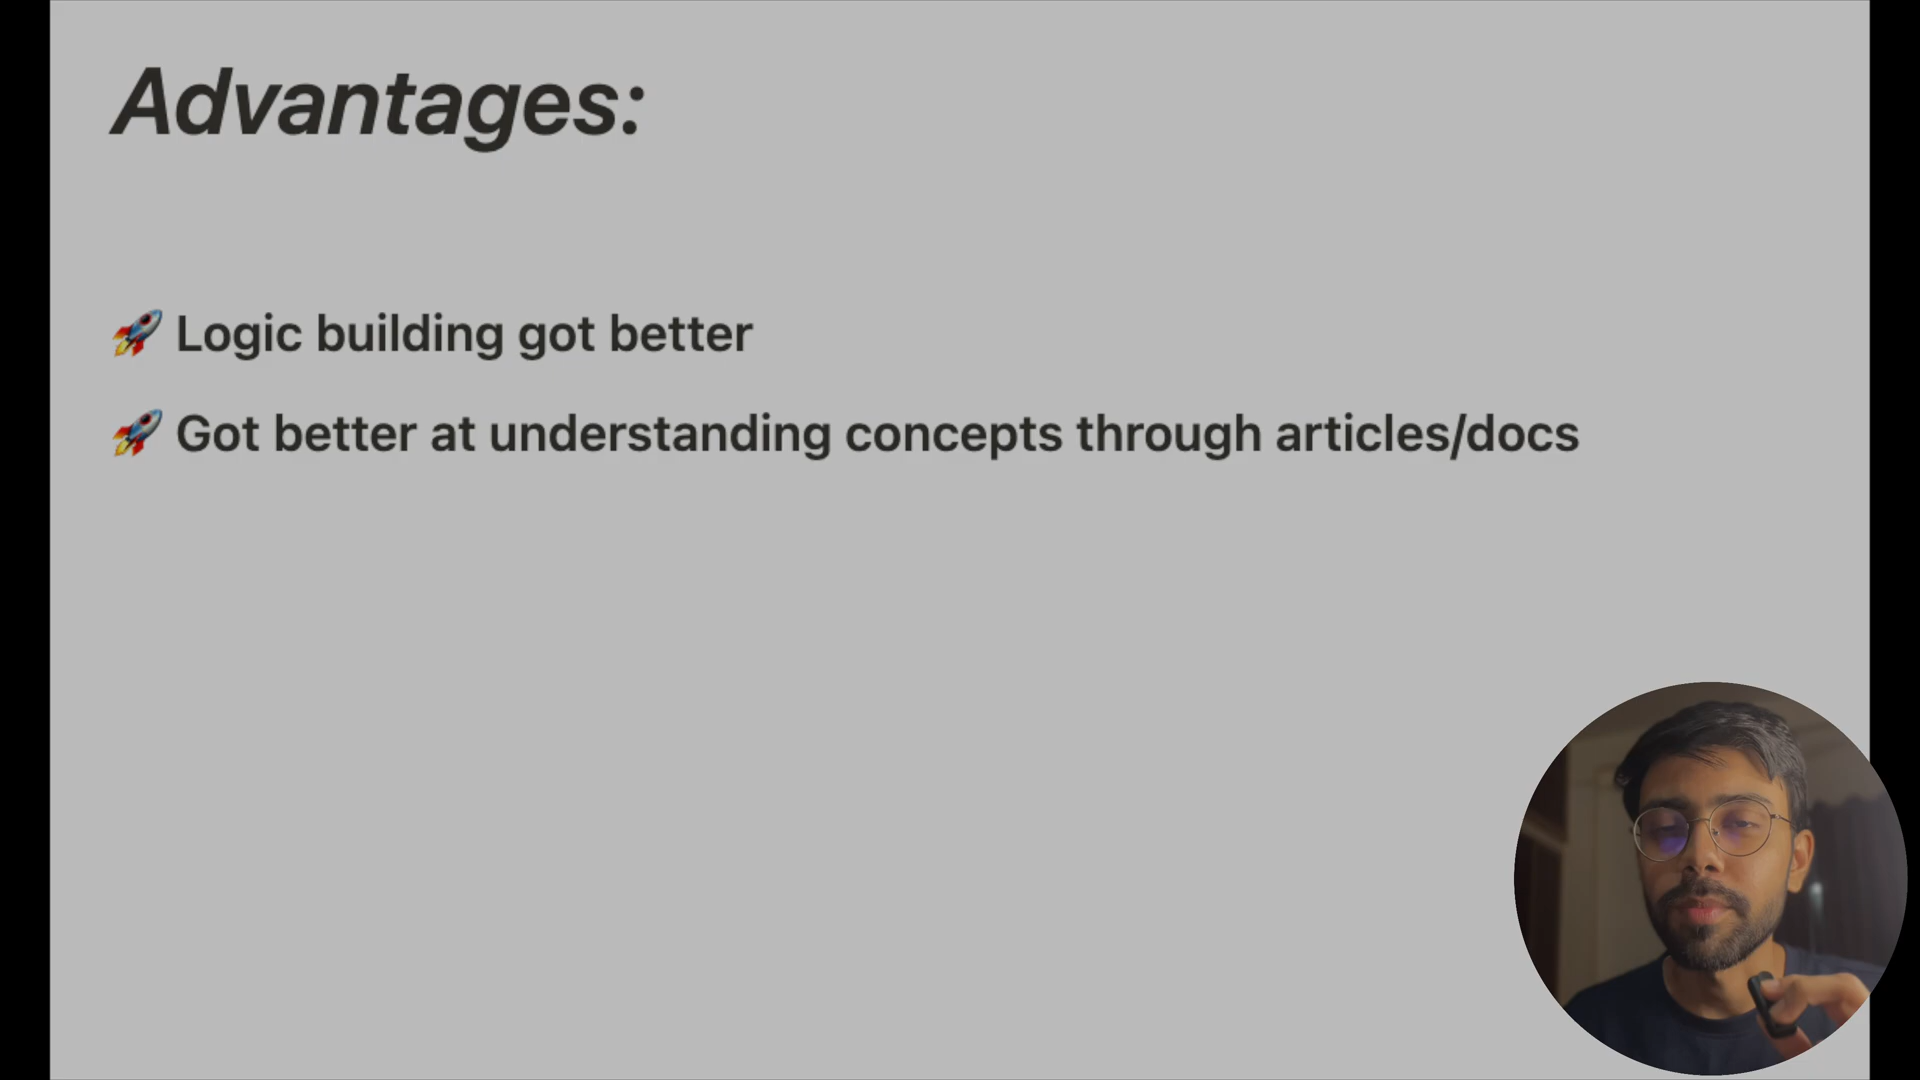 Advantages:
🚀 Logic building got better
🚀 Got better at understanding concepts through articles/docs